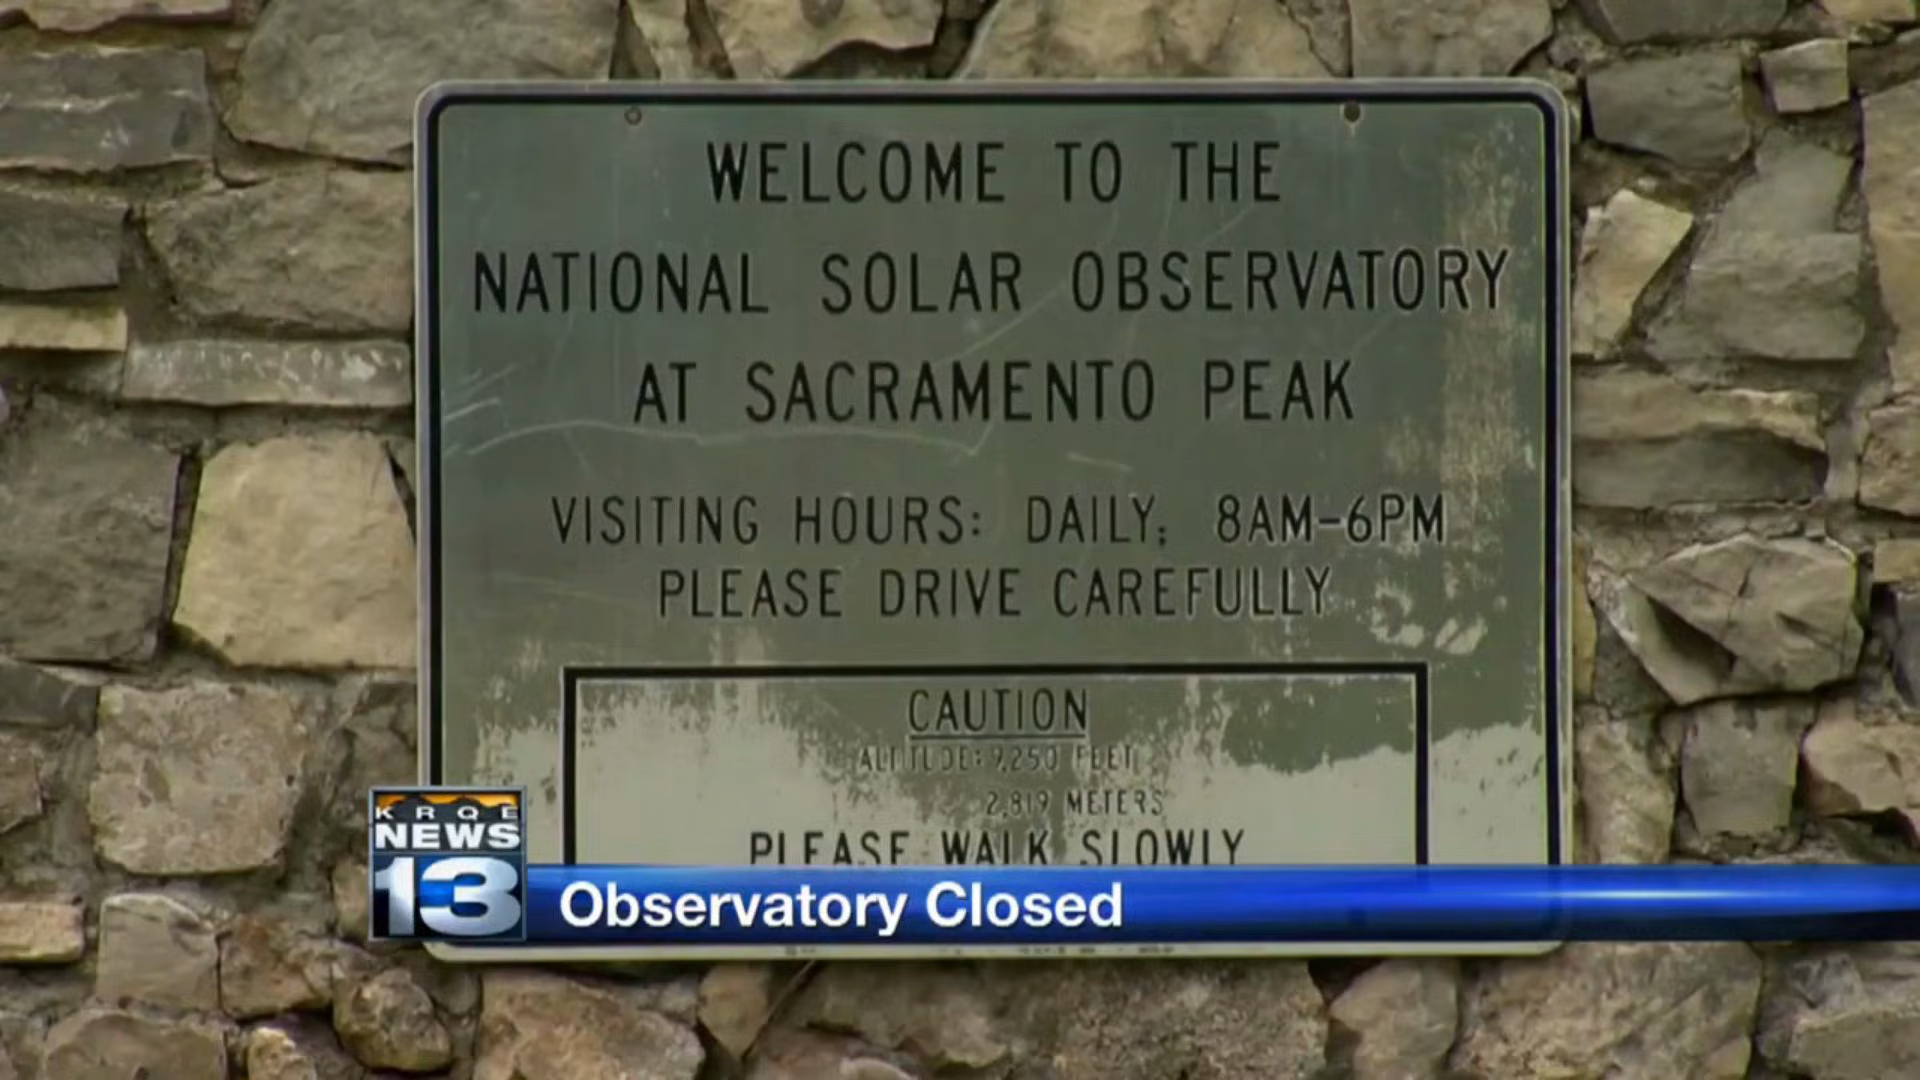 WELCOME TO THE
NATIONAL SOLAR OBSERVATORY
AT SACRAMENTO PEAK
VISITING HOURS: DAILY; 8AM-6PM
PLEASE DRIVE CAREFULLY
CAUTION
ALTITUDE: 9,250 FEET
2,819 METERS
PLEASE WALK SLOWLY
KRQE
NEWS
13
Observatory Closed